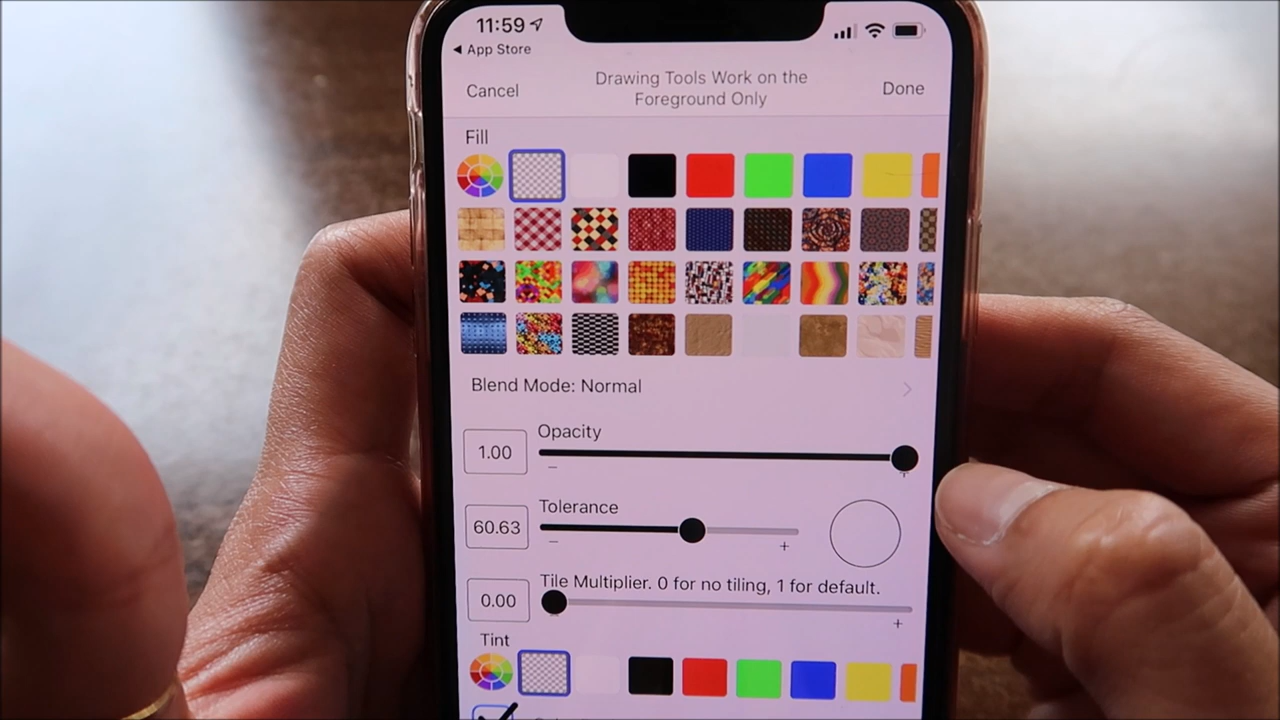 11:59
App Store
Cancel
Drawing Tools Work on the
Foreground Only
Done
Fill
Blend Mode: Normal
Opacity
1.00
Tolerance
60.63
Tile Multiplier. 0 for no tiling, 1 for default.
0.00
Tint